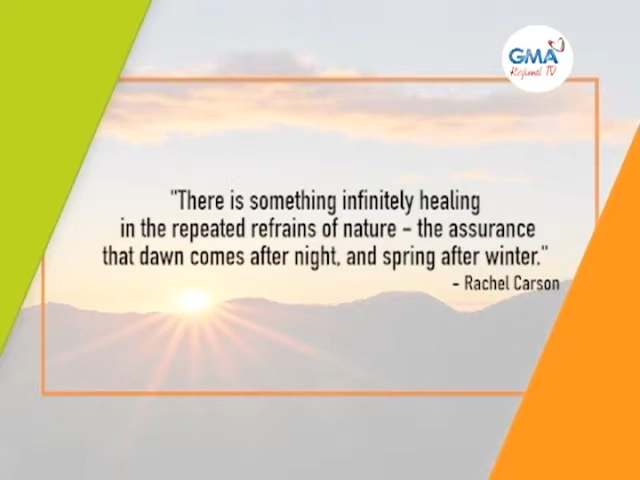 GMA
Regional TV
"There is something infinitely healing
in the repeated refrains of nature - the assurance
that dawn comes after night, and spring after winter."
- Rachel Carson